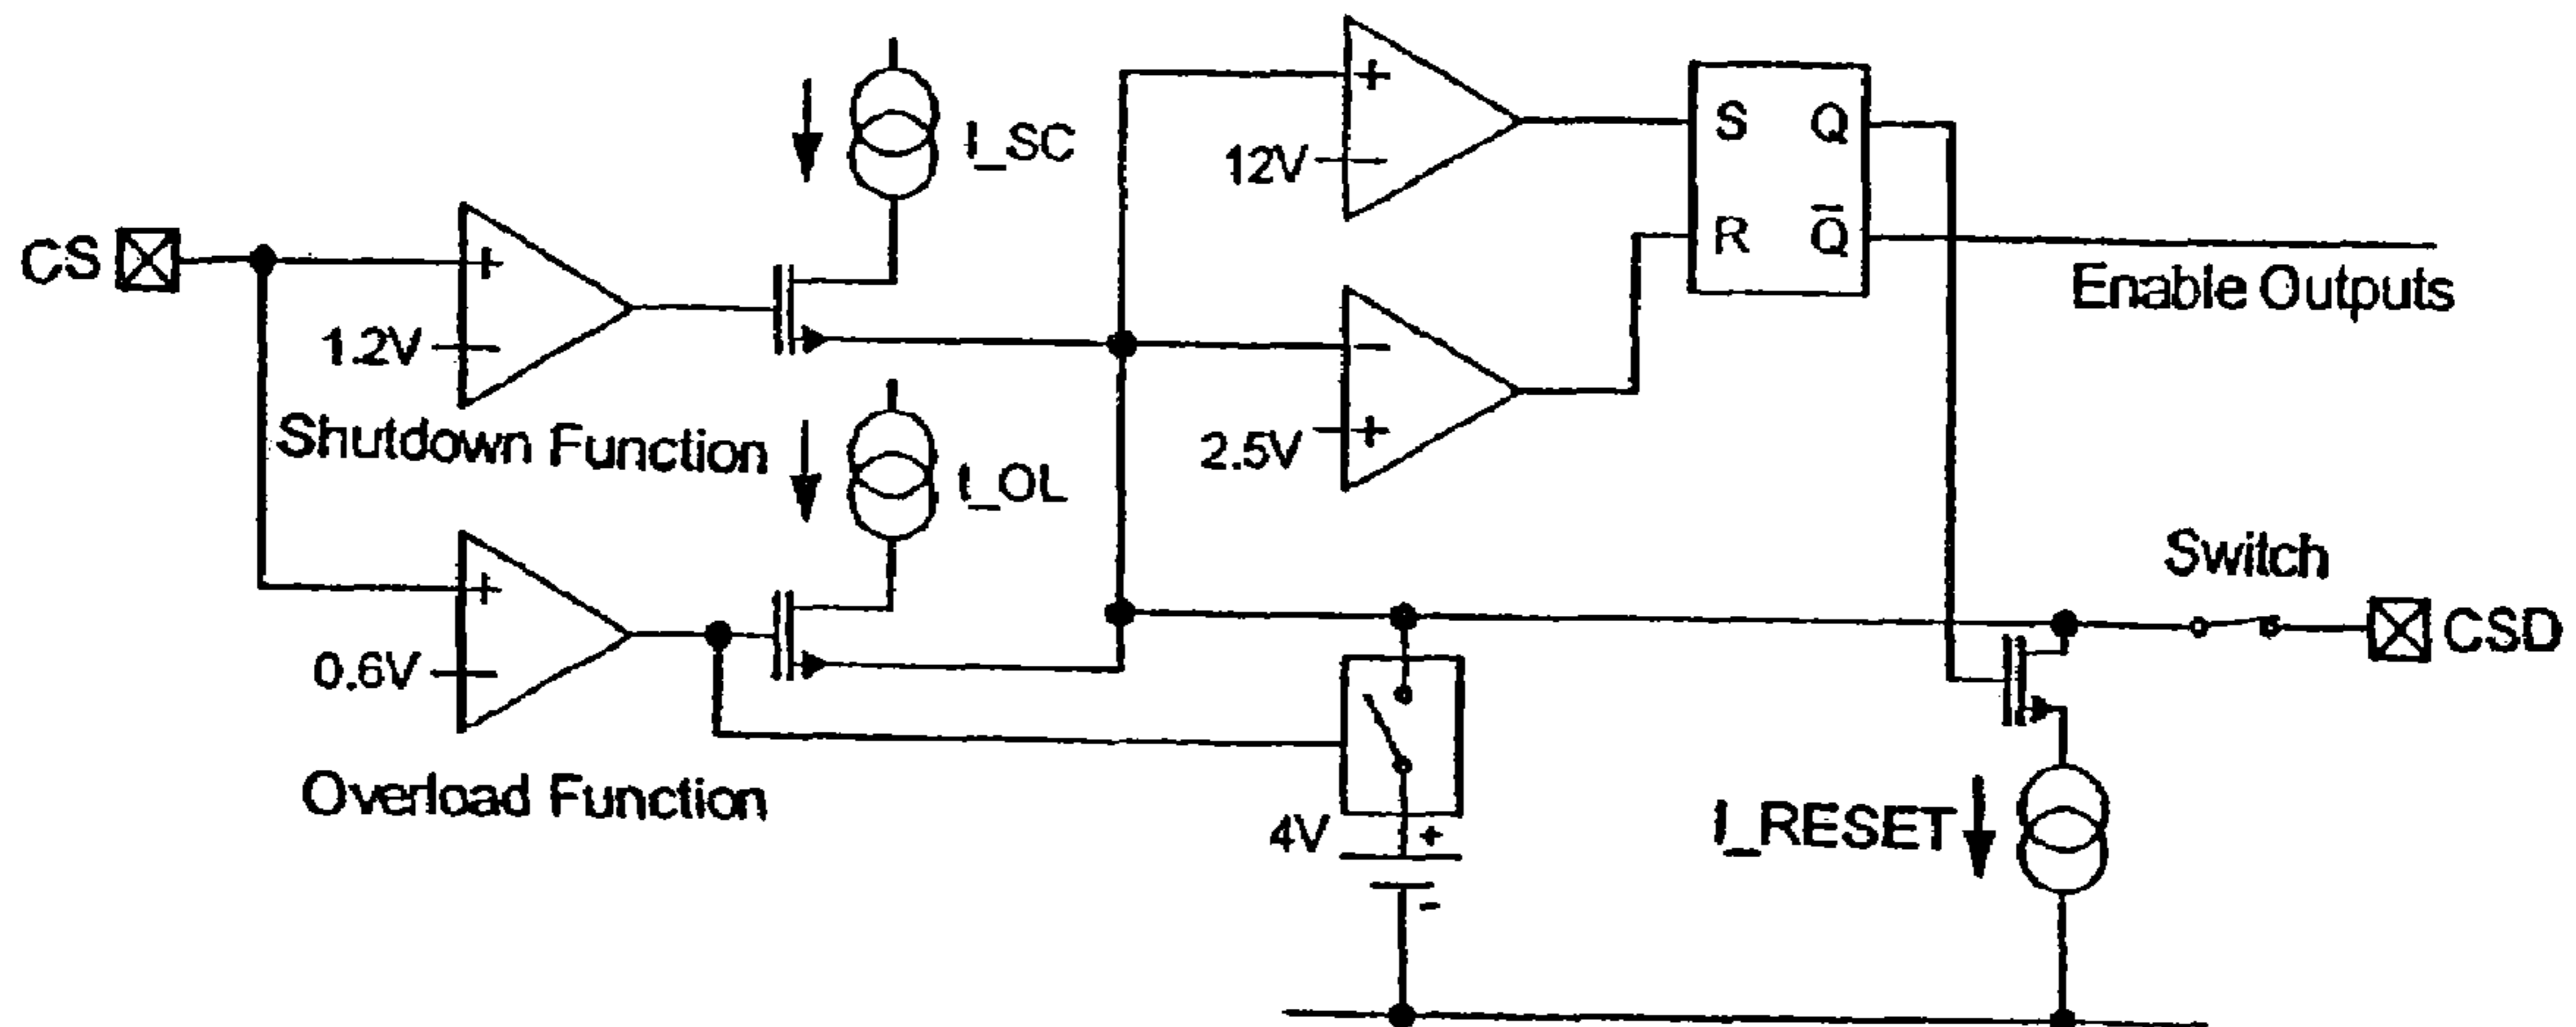 I_SC
S Q
12V
CS
+
-
+
-
R Q̅
Enable Outputs
1.2V
Shutdown Function
I_OL
-
+
2.5V
Switch
CSD
+
-
0.6V
Overload Function
4V
+
-
I_RESET